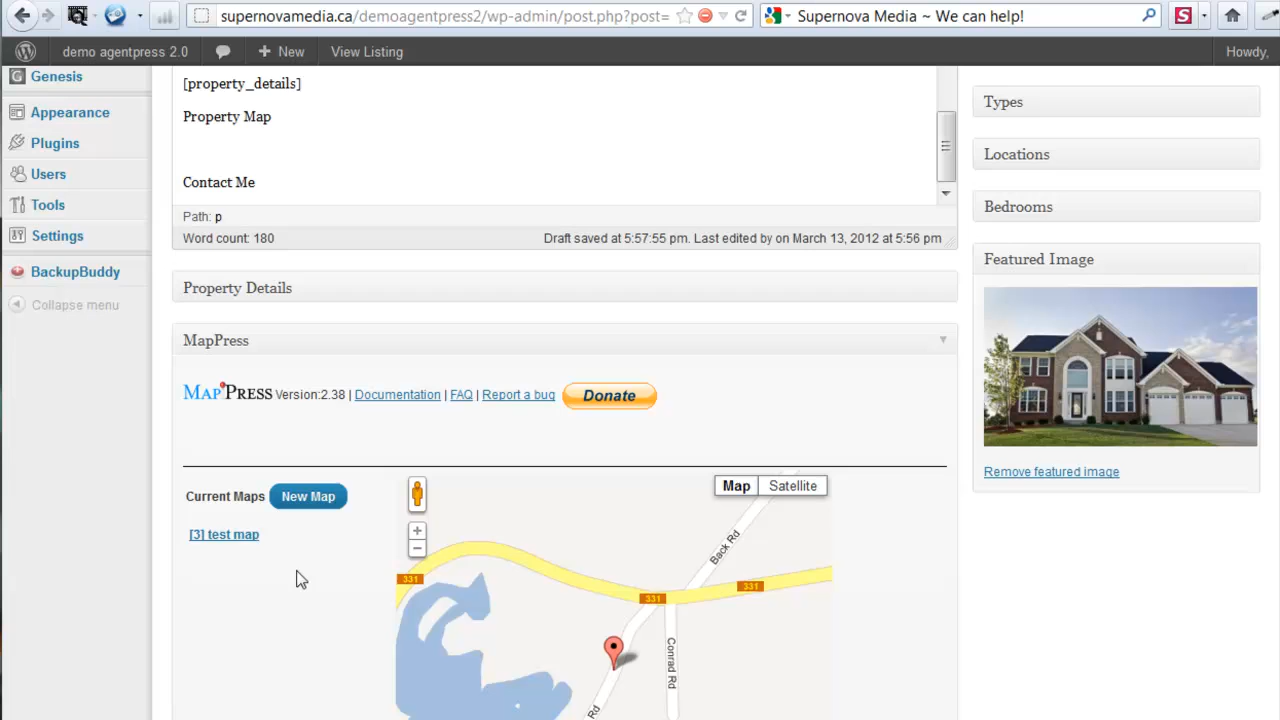 supernovamedia.ca/demoagentpress2/wp-admin/post.php?post=
Supernova Media ~ We can help!
S
demo agentpress 2.0
+ New
View Listing
Howdy,
G Genesis
Appearance
Plugins
Users
Tools
Settings
BackupBuddy
Collapse menu
[property_details]
Property Map
Contact Me
Path: p
Word count: 180
Draft saved at 5:57:55 pm. Last edited by on March 13, 2012 at 5:56 pm
Property Details
MapPress
MAPPRESS Version:2.38 | Documentation | FAQ | Report a bug
Donate
Current Maps
New Map
[3] test map
Map
Satellite
+
−
331
331
331
Back Rd
Conrad Rd
Rd
Types
Locations
Bedrooms
Featured Image
Remove featured image